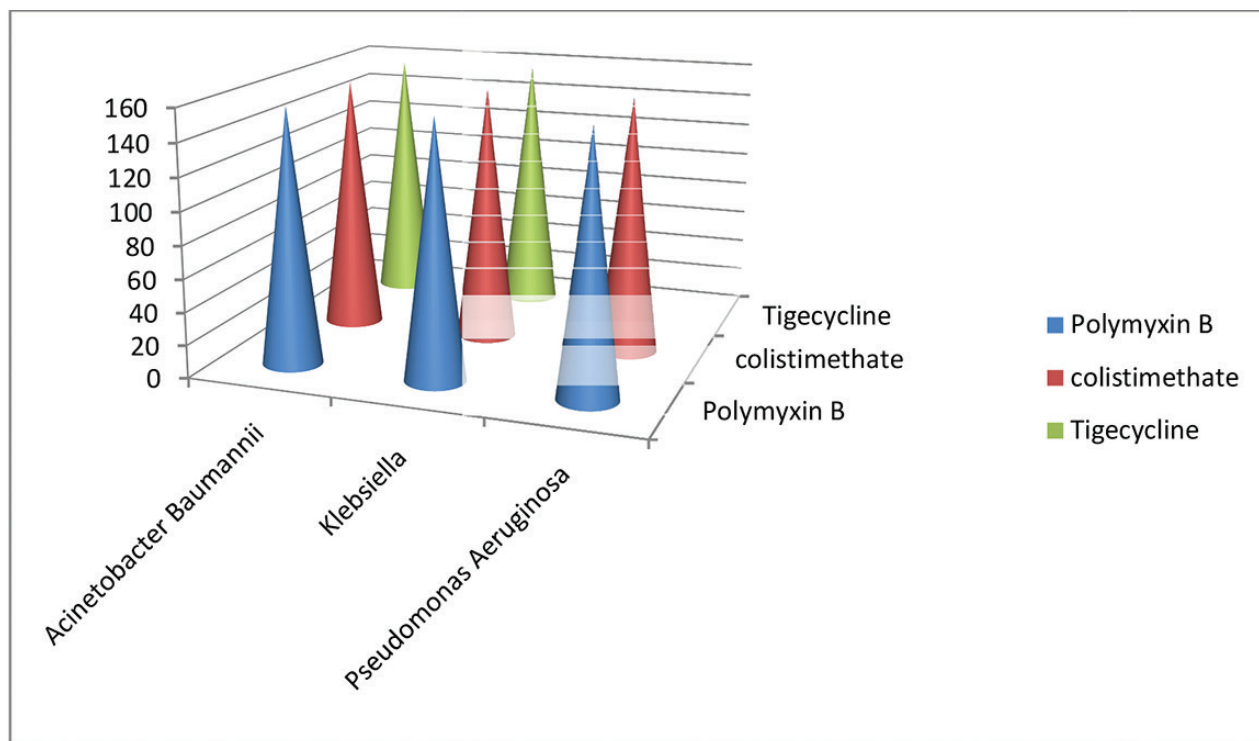 160
140
120
100
80
60
40
20
0
Acinetobacter Baumannii
Klebsiella
Pseudomonas Aeruginosa
Tigecycline
colistimethate
Polymyxin B
Polymyxin B
colistimethate
Tigecycline